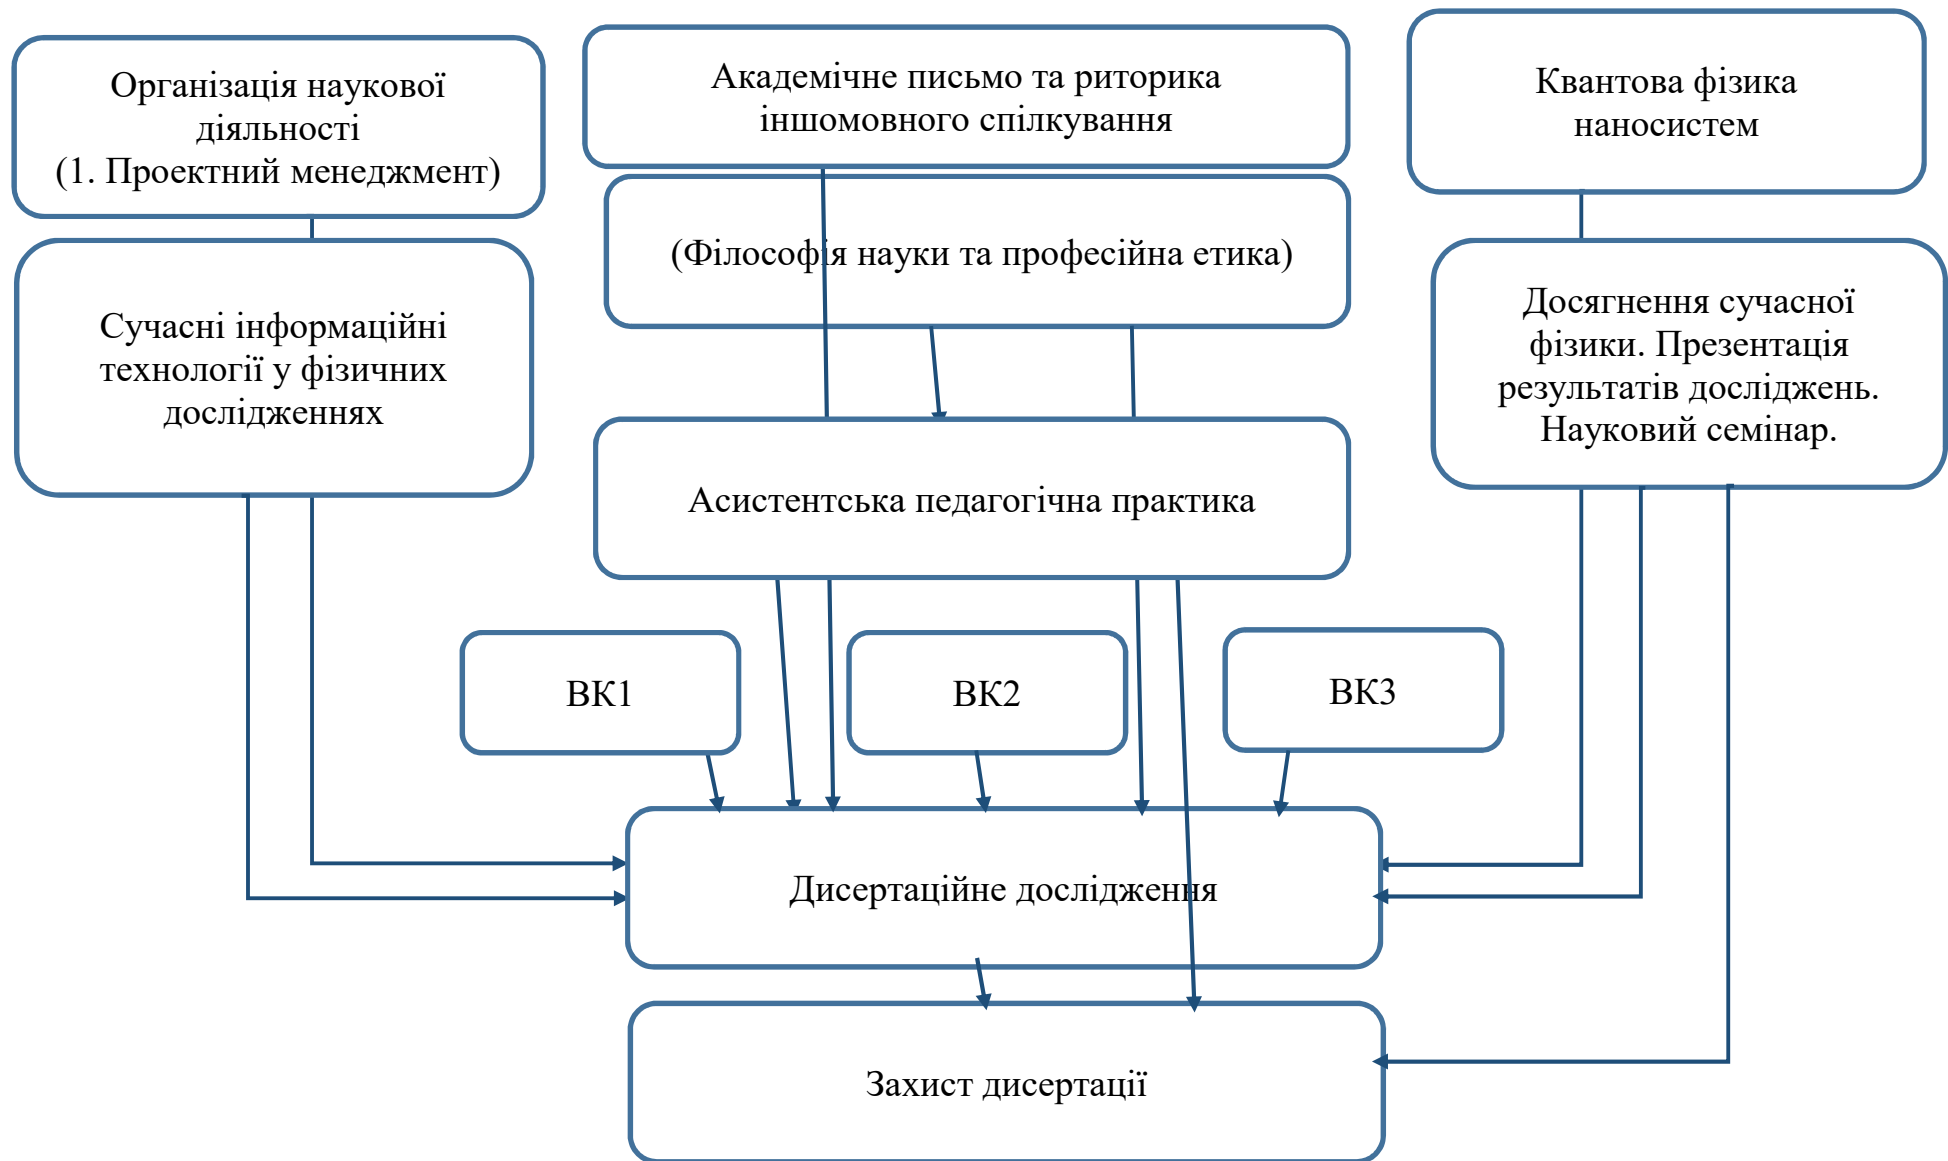 Організація наукової
діяльності
(1. Проектний менеджмент)
Академічне письмо та риторика
іншомовного спілкування
Квантова фізика
наносистем
(Філософія науки та професійна етика)
Сучасні інформаційні
технології у фізичних
дослідженнях
Досягнення сучасної
фізики. Презентація
результатів досліджень.
Науковий семінар.
Асистентська педагогічна практика
ВК1
ВК2
ВК3
Дисертаційне дослідження
Захист дисертації